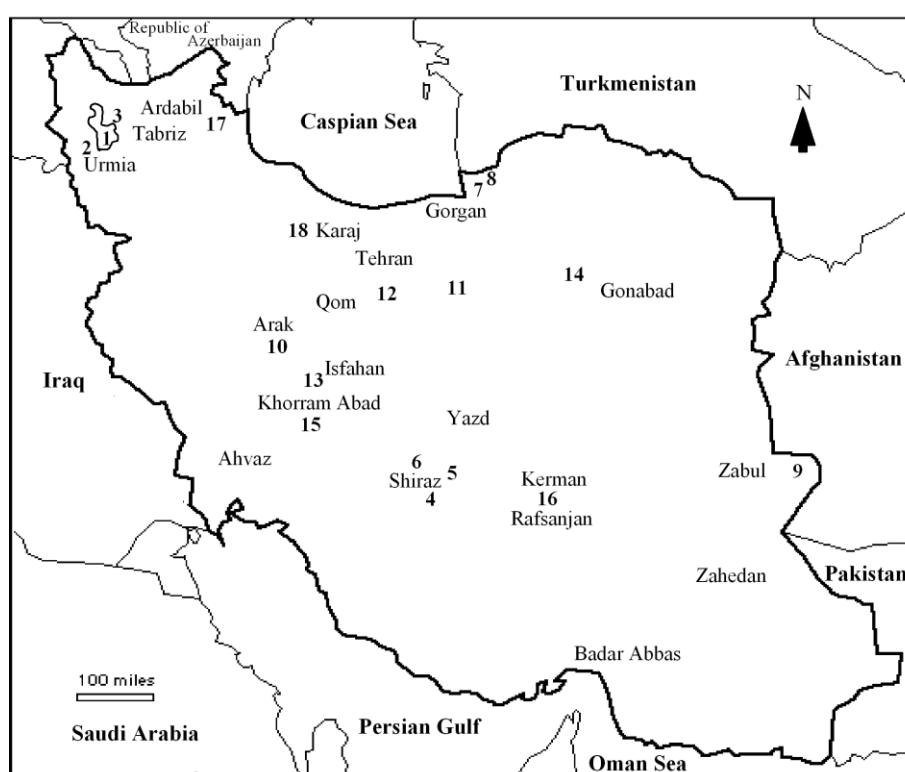 Republic of
Azerbaijan
Turkmenistan
N
Caspian Sea
Ardabil
17
3
Tabriz
1
2
Urmia
8
7
Gorgan
18 Karaj
Tehran
14
Gonabad
11
12
Qom
Arak
10
Afghanistan
Isfahan
13
Iraq
Khorram Abad
15
Yazd
Ahvaz
6
Shiraz
5
4
Kerman
16
Rafsanjan
Zabul
9
Zahedan
Pakistan
Badar Abbas
100 miles
Saudi Arabia
Persian Gulf
Oman Sea